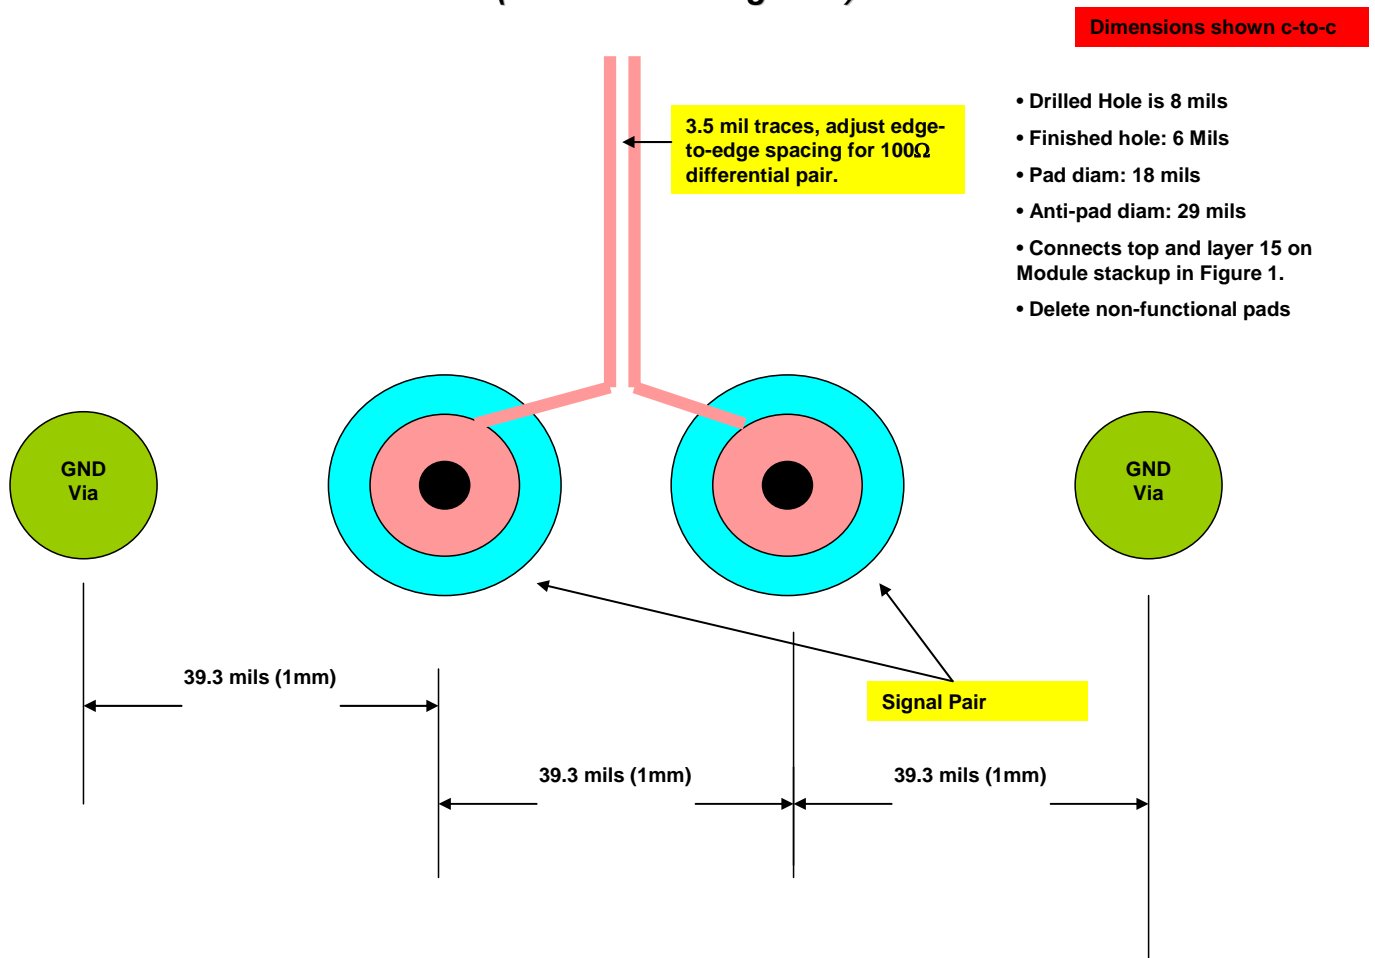 Dimensions shown c-to-c
3.5 mil traces, adjust edge-
to-edge spacing for 100Ω
differential pair.
• Drilled Hole is 8 mils
• Finished hole: 6 Mils
• Pad diam: 18 mils
• Anti-pad diam: 29 mils
• Connects top and layer 15 on
Module stackup in Figure 1.
• Delete non-functional pads
GND
Via
GND
Via
39.3 mils (1mm)
Signal Pair
39.3 mils (1mm)
39.3 mils (1mm)